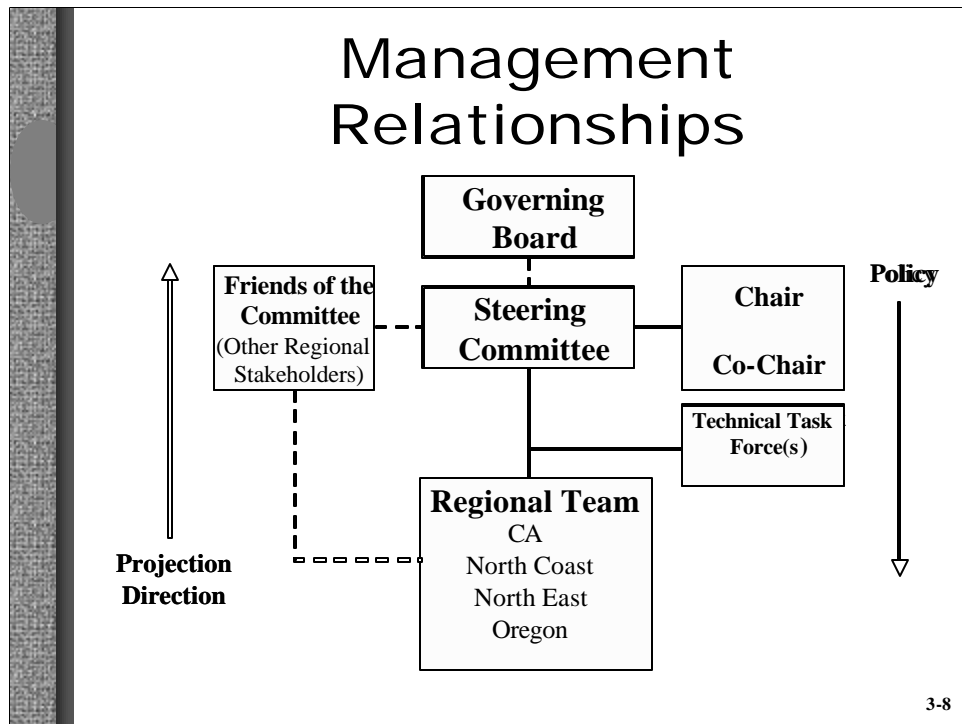 Management
Relationships
Governing
Board
Friends of the
Committee
(Other Regional
Stakeholders)
Steering
Committee
Chair
Co-Chair
Policy
Technical Task
Force(s)
Regional Team
CA
North Coast
North East
Oregon
Projection
Direction
3-8